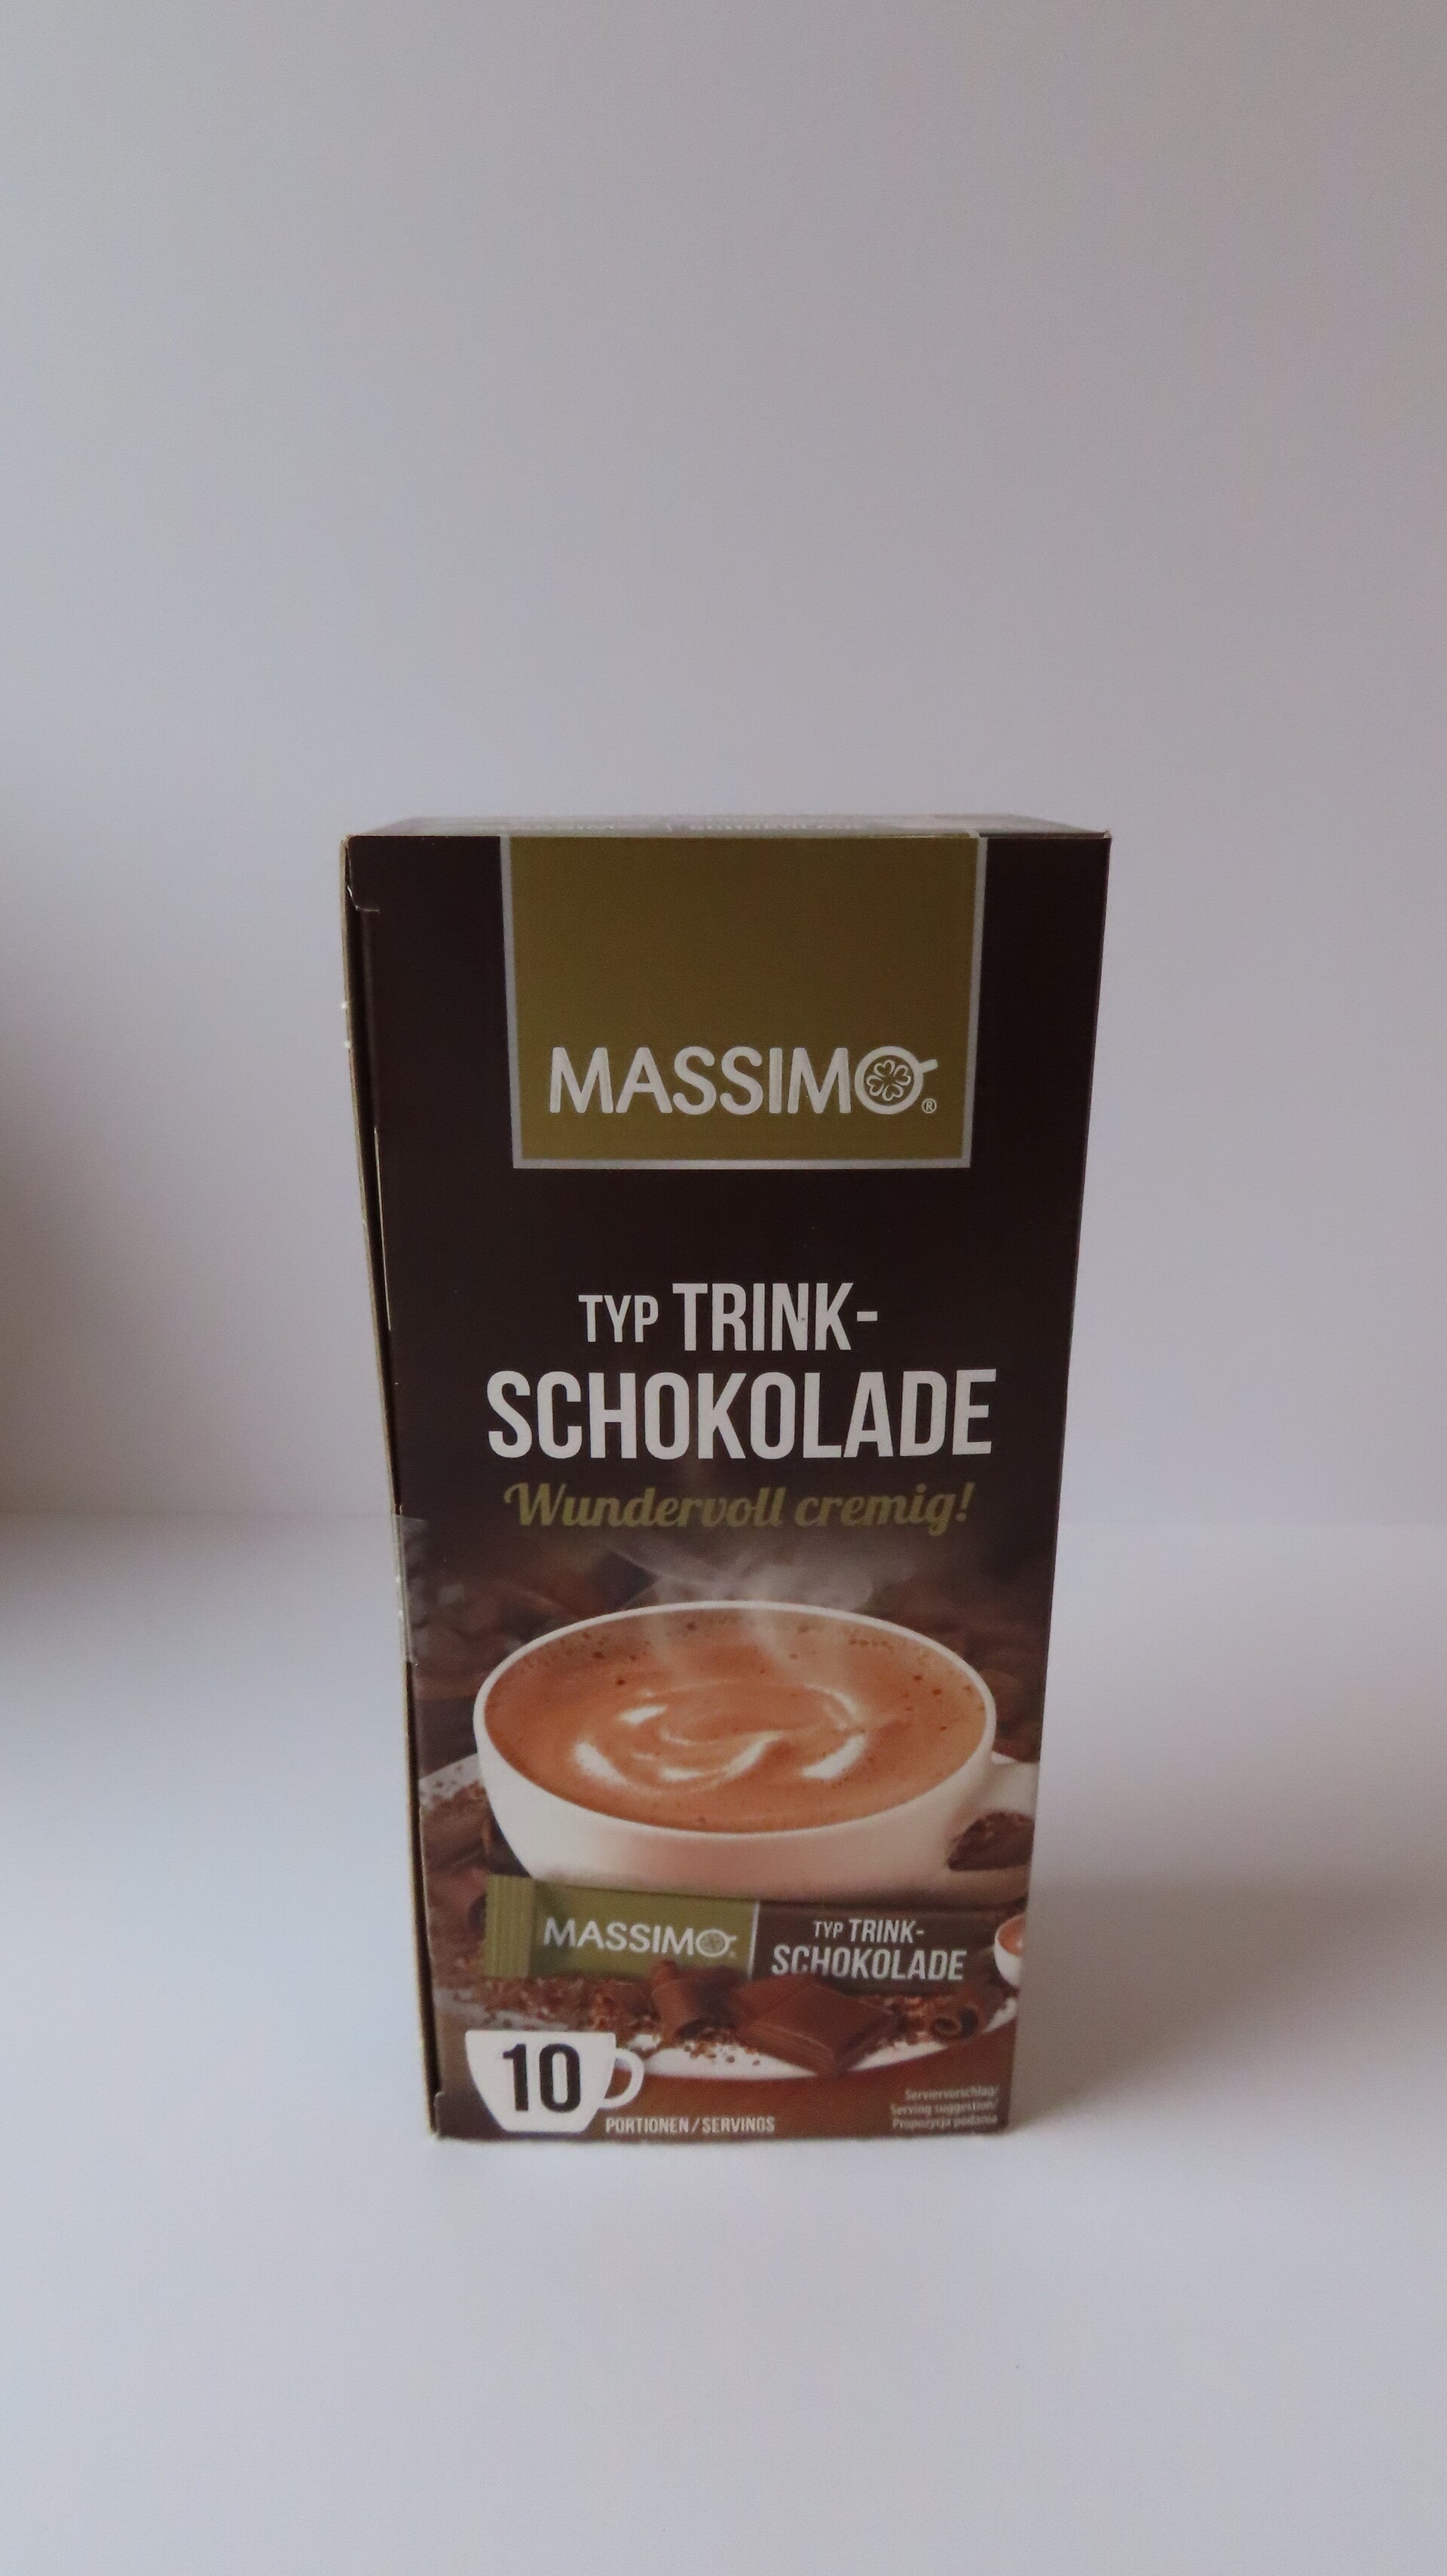 MASSIMO®
TYP TRINK-
SCHOKOLADE
Wundervoll cremig!
MASSIMO
TYP TRINK-
SCHOKOLADE
10
PORTIONEN/SERVINGS
Serviervorschlag/
Serving suggestion/
Propozycja podania